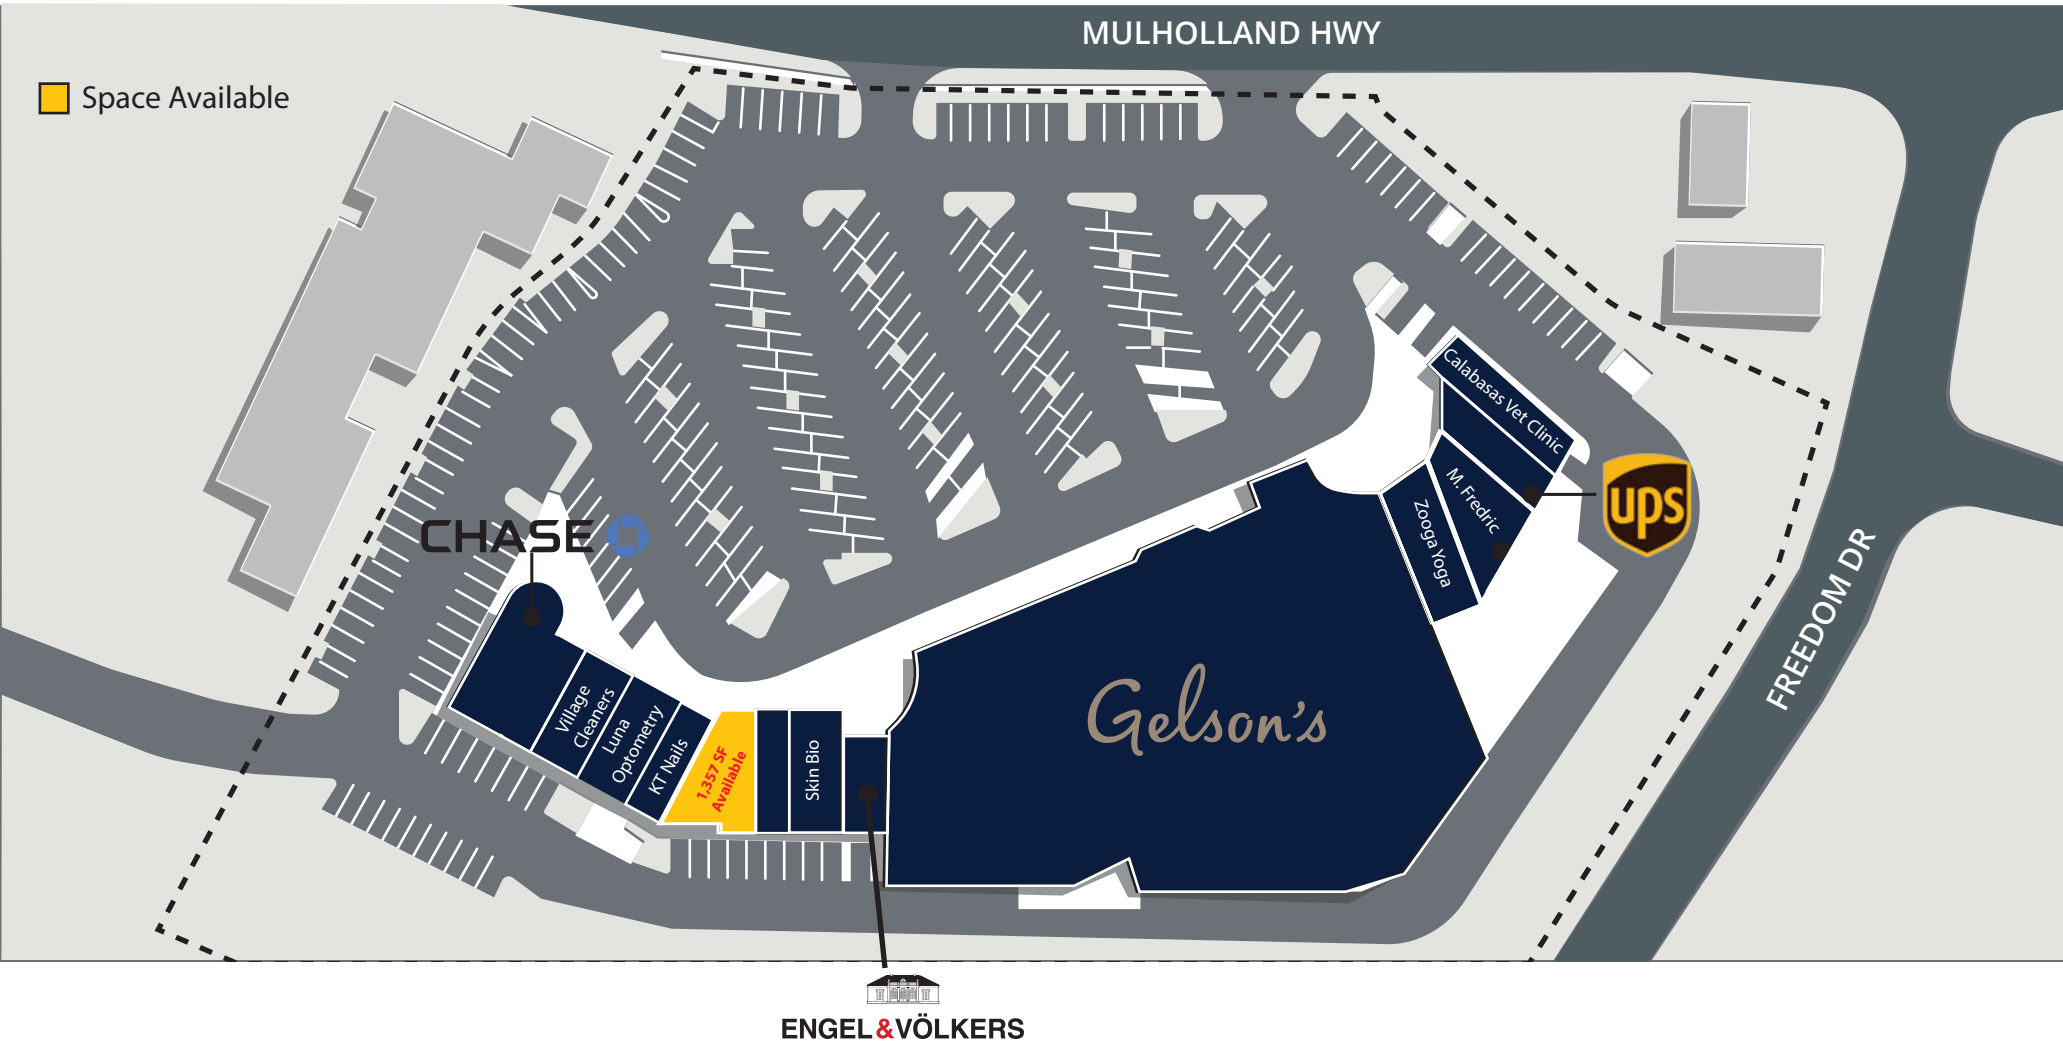 MULHOLLAND HWY
Space Available
Calabasas Vet Clinic
ups
M. Fredric
Zooga Yoga
CHASE
FREEDOM DR
Village
Cleaners
Luna
Optometry
KT Nails
1,357 SF
Available
Skin Bio
Gelson's
ENGEL&VÖLKERS